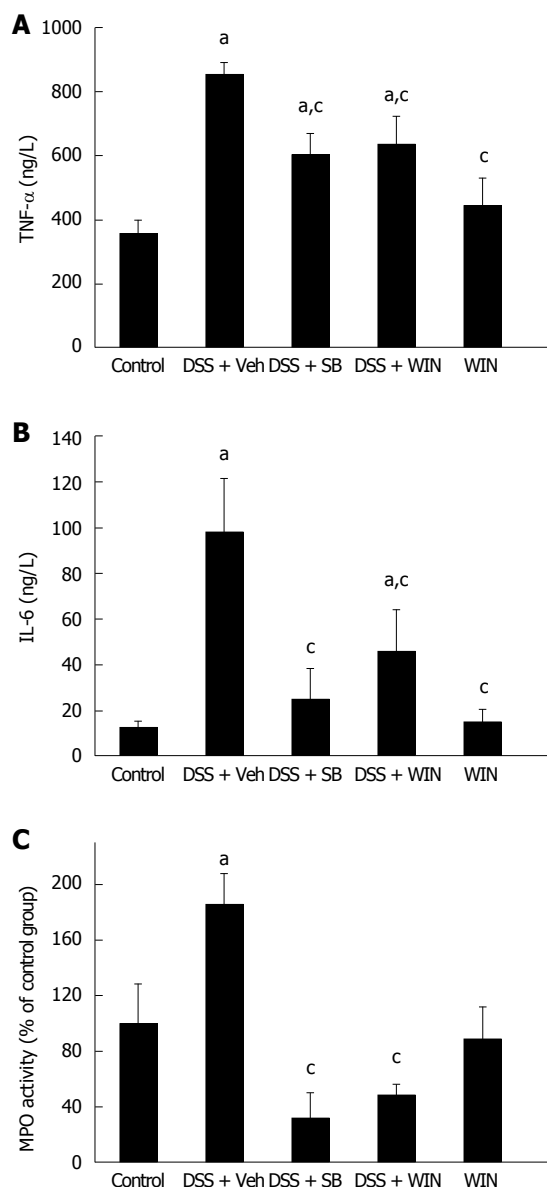 A
TNF-α (ng/L)
1000
800
600
400
200
0
a
a,c
a,c
c
Control DSS + Veh DSS + SB DSS + WIN WIN
B
IL-6 (ng/L)
140
120
100
80
60
40
20
0
a
c
a,c
c
Control DSS + Veh DSS + SB DSS + WIN WIN
C
MPO activity (% of control group)
200
160
120
80
40
0
a
c
c
Control DSS + Veh DSS + SB DSS + WIN WIN